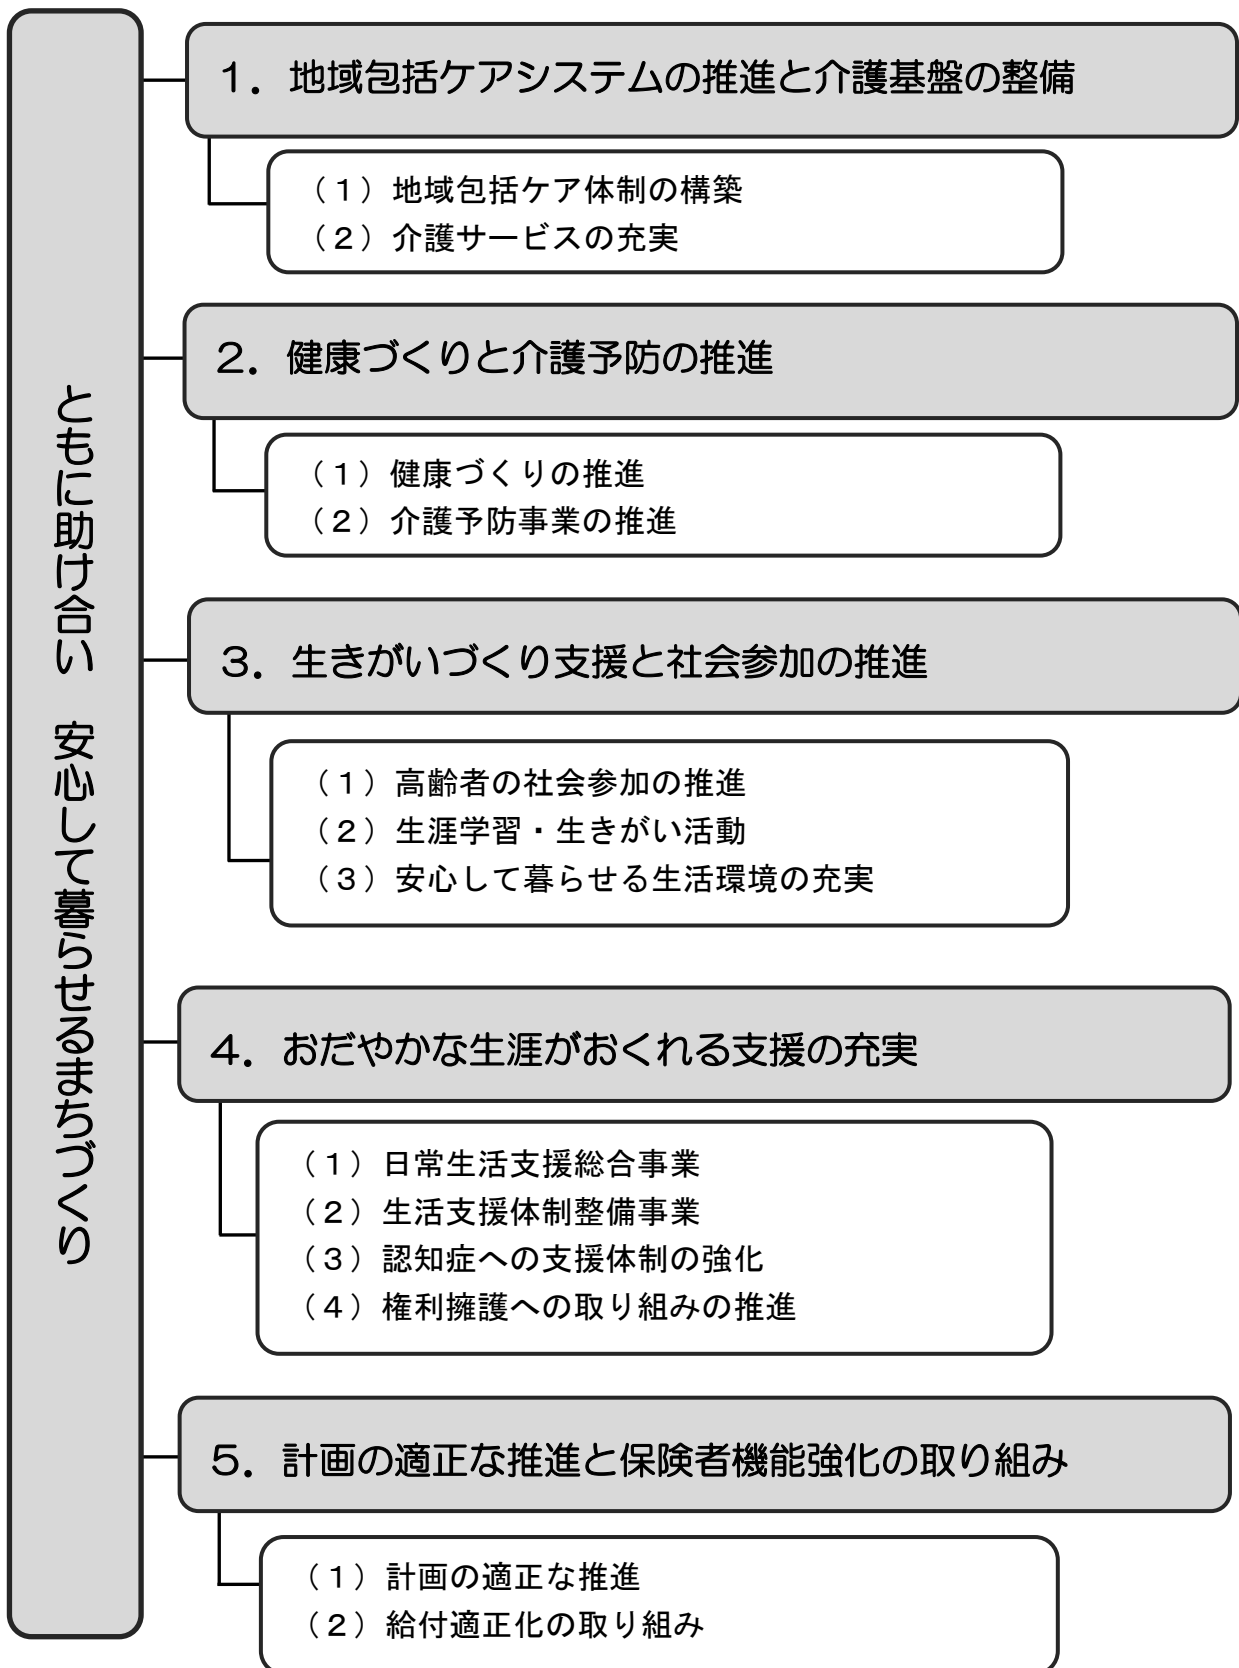 ともに助け合い　安心して暮らせるまちづくり
１．地域包括ケアシステムの推進と介護基盤の整備
（１）地域包括ケア体制の構築
（２）介護サービスの充実
２．健康づくりと介護予防の推進
（１）健康づくりの推進
（２）介護予防事業の推進
３．生きがいづくり支援と社会参加の推進
（１）高齢者の社会参加の推進
（２）生涯学習・生きがい活動
（３）安心して暮らせる生活環境の充実
４．おだやかな生涯がおくれる支援の充実
（１）日常生活支援総合事業
（２）生活支援体制整備事業
（３）認知症への支援体制の強化
（４）権利擁護への取り組みの推進
５．計画の適正な推進と保険者機能強化の取り組み
（１）計画の適正な推進
（２）給付適正化の取り組み